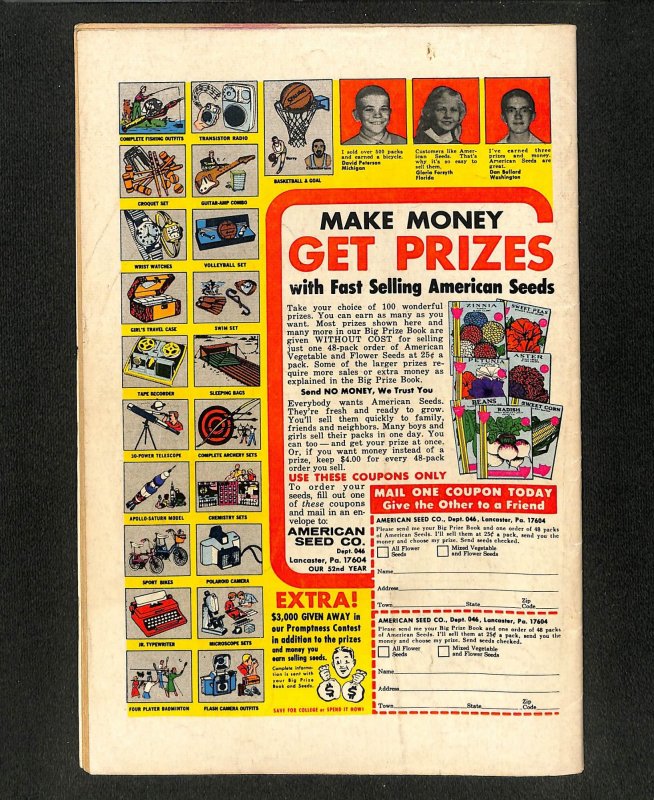 COMPLETE FISHING OUTFITS
TRANSISTOR RADIO
CROQUET SET
GUITAR-AMP COMBO
WRIST WATCHES
VOLLEYBALL SET
GIRL'S TRAVEL CASE
SWIM SET
TAPE RECORDER
SLEEPING BAGS
30-POWER TELESCOPE
COMPLETE ARCHERY SETS
APOLLO-SATURN MODEL
CHEMISTRY SETS
SPORT BIKES
POLAROID CAMERA
JR. TYPEWRITER
MICROSCOPE SETS
FOUR PLAYER BADMINTON
FLASH CAMERA OUTFITS
SPALDING
BASKETBALL & GOAL
I sold over 500 packs
and earned a bicycle.
David Peterson
Michigan
Customers like Amer-
ican Seeds. That's
why it's so easy to
sell them.
Gloria Forsyth
Florida
I've earned three
prizes and money.
American Seeds are
great.
Dan Ballard
Washington
MAKE MONEY
GET PRIZES
with Fast Selling American Seeds
Take your choice of 100 wonderful
prizes. You can earn as many as you
want. Most prizes shown here and
many more in our Big Prize Book are
given WITHOUT COST for selling
just one 48-pack order of American
Vegetable and Flower Seeds at 25¢ a
pack. Some of the larger prizes re-
quire more sales or extra money as
explained in the Big Prize Book.
Send NO MONEY, We Trust You
Everybody wants American Seeds.
They're fresh and ready to grow.
You'll sell them quickly to family,
friends and neighbors. Many boys and
girls sell their packs in one day. You
can too — and get your prize at once.
Or, if you want money instead of a
prize, keep $4.00 for every 48-pack
order you sell.
USE THESE COUPONS ONLY
To order your
seeds, fill out one
of these coupons
and mail in an en-
velope to:
AMERICAN
SEED CO.
Dept. 046
Lancaster, Pa. 17604
OUR 52nd YEAR
ZINNIA
SWEET PEAS
PETUNIA
ASTER
BEANS
RADISH
SWEET CORN
MAIL ONE COUPON TODAY
Give the Other to a Friend
AMERICAN SEED CO., Dept. 046, Lancaster, Pa. 17604
Please send me your Big Prize Book and one order of 48 packs
of American Seeds. I'll sell them at 25¢ a pack, send you the
money and choose my prize. Send seeds checked.
All Flower
Seeds
Mixed Vegetable
and Flower Seeds
Name
Address
Town State Zip Code
AMERICAN SEED CO., Dept. 046, Lancaster, Pa. 17604
Please send me your Big Prize Book and one order of 48 packs
of American Seeds. I'll sell them at 25¢ a pack, send you the
money and choose my prize. Send seeds checked.
All Flower
Seeds
Mixed Vegetable
and Flower Seeds
Name
Address
Town State Zip Code
EXTRA!
$3,000 GIVEN AWAY in
our Promptness Contest
in addition to the prizes
and money you
earn selling seeds.
Complete informa-
tion is sent with
your Big Prize
Book and Seeds.
$ $
SAVE FOR COLLEGE or SPEND IT NOW!